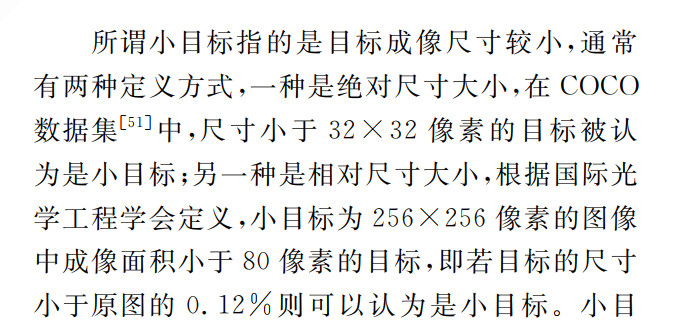 所谓小目标指的是目标成像尺寸较小,通常
有两种定义方式,一种是绝对尺寸大小,在 COCO
数据集[51]中,尺寸小于 32×32 像素的目标被认
为是小目标;另一种是相对尺寸大小,根据国际光
学工程学会定义,小目标为 256×256 像素的图像
中成像面积小于 80 像素的目标,即若目标的尺寸
小于原图的 0.12%则可以认为是小目标。小目